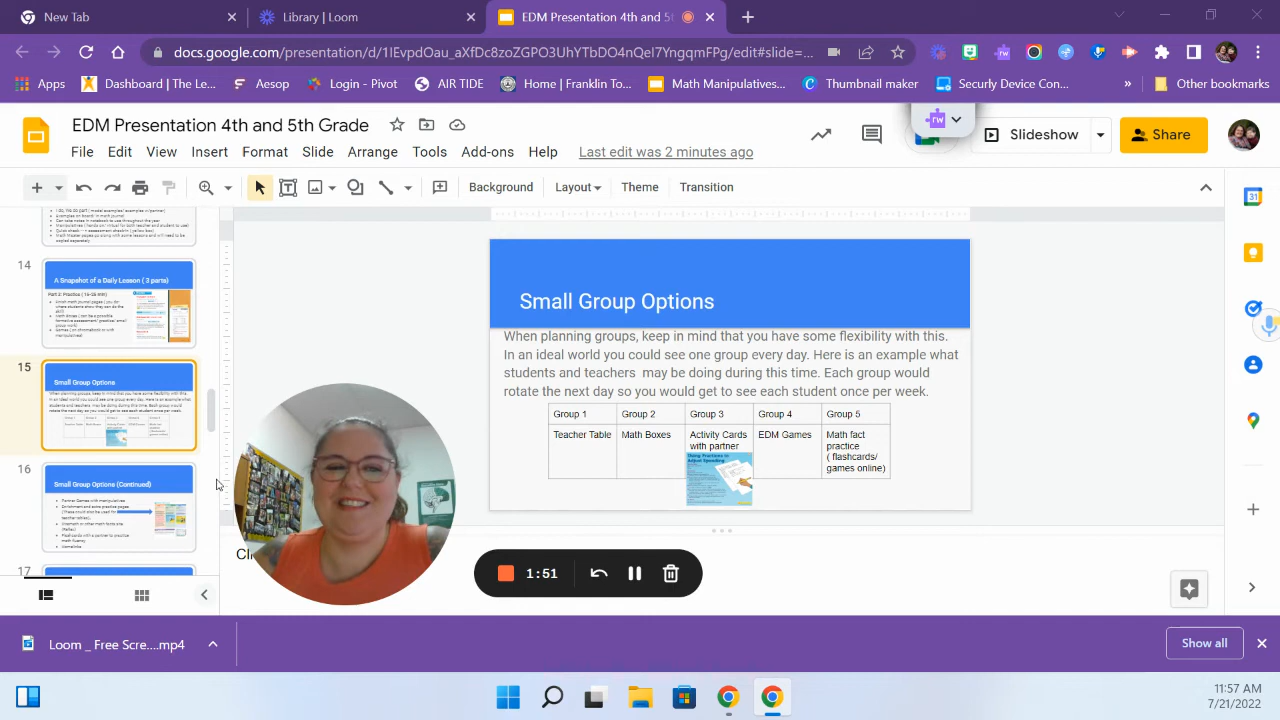 New Tab
Library | Loom
EDM Presentation 4th and 5t
docs.google.com/presentation/d/1IEvpdOau_aXfD7r8zoZGPO3UhYTbDO4nQel7YngqmFPg/edit#slide=...
Apps
Dashboard | The Le...
Aesop
Login - Pivot
AIR TIDE
Home | Franklin To...
Math Manipulatives...
Thumbnail maker
Securly Device Con...
»
Other bookmarks
EDM Presentation 4th and 5th Grade
rw
Slideshow
Share
File Edit View Insert Format Slide Arrange Tools Add-ons Help Last edit was 2 minutes ago
Background Layout Theme Transition
31
14
A Snapshot of a Daily Lesson ( 3 parts)
15
Small Group Options
16
Small Group Options (Continued)
17
Small Group Options
When planning groups, keep in mind that you have some flexibility with this.
In an ideal world you could see one group every day. Here is an example what
students and teachers may be doing during this time. Each group would
rotate the next day so you would get to see each student once per week.
Group 1 Group 2 Group 3 Group 4 Group 5
Teacher Table Math Boxes Activity Cards with partner EDM Games Math fact practice ( flashcards/ games online)
Using Fractions to
Adjust Speeding
Cli
1:51
Loom _ Free Scre....mp4
Show all
11:57 AM
7/21/2022